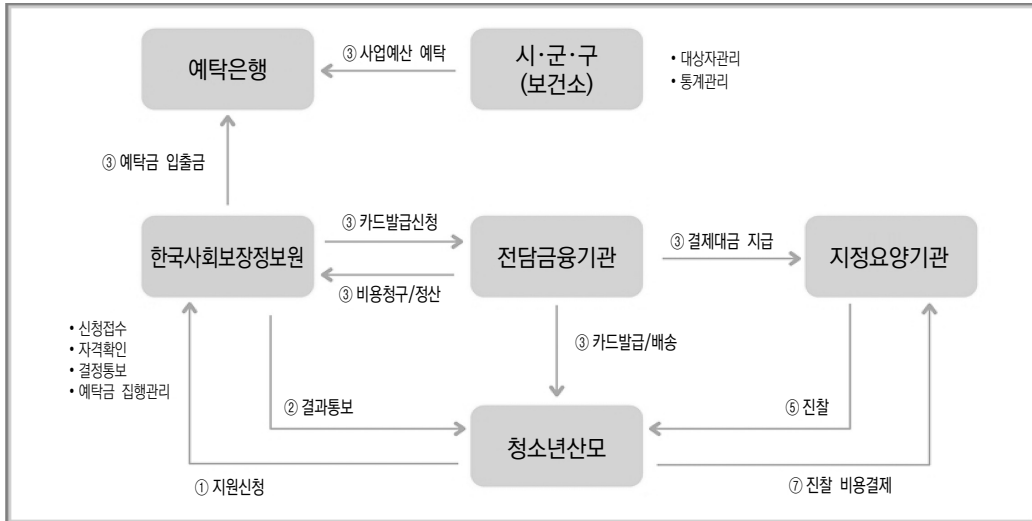 예탁은행
③ 사업예산 예탁
시·군·구
(보건소)
• 대상자관리
• 통계관리
③ 예탁금 입출금
한국사회보장정보원
③ 카드발급신청
③ 비용청구/정산
전담금융기관
③ 결제대금 지급
지정요양기관
• 신청접수
• 자격확인
• 결정통보
• 예탁금 집행관리
③ 카드발급/배송
② 결과통보
⑤ 진찰
청소년산모
① 지원신청
⑦ 진찰 비용결제